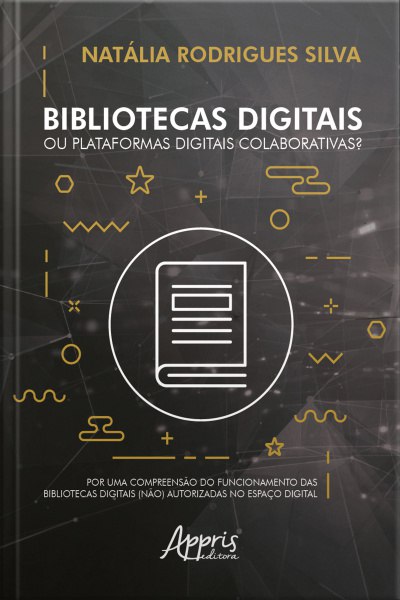 NATÁLIA RODRIGUES SILVA
BIBLIOTECAS DIGITAIS
OU PLATAFORMAS DIGITAIS COLABORATIVAS?
POR UMA COMPREENSÃO DO FUNCIONAMENTO DAS
BIBLIOTECAS DIGITAIS (NÃO) AUTORIZADAS NO ESPAÇO DIGITAL
Appris
editora